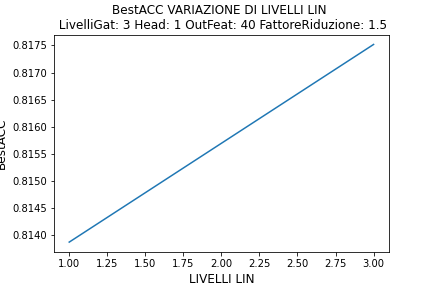 BestACC VARIAZIONE DI LIVELLI LIN
LivelliGat: 3 Head: 1 OutFeat: 40 FattoreRiduzione: 1.5
0.8175
0.8170
0.8165
0.8160
0.8155
0.8150
0.8145
0.8140
BestACC
1.00 1.25 1.50 1.75 2.00 2.25 2.50 2.75 3.00
LIVELLI LIN